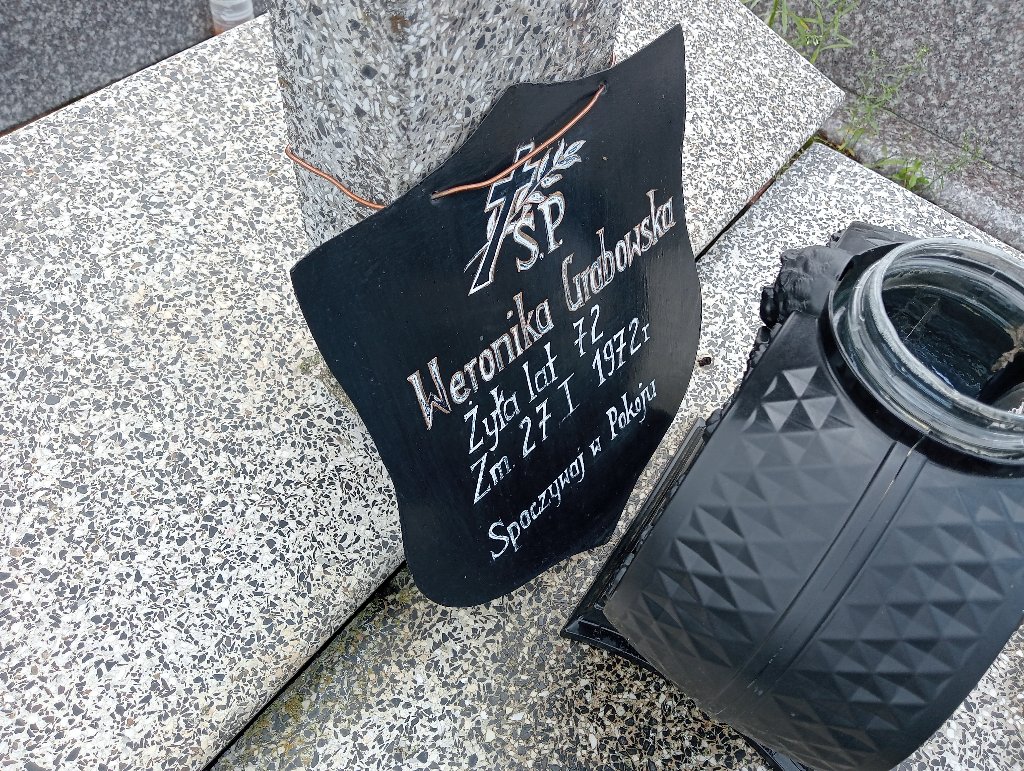 Ś.P.
Weronika Grabowska
Żyła lat 72
Zm. 27 I 1972r
Spoczywaj w Pokoju